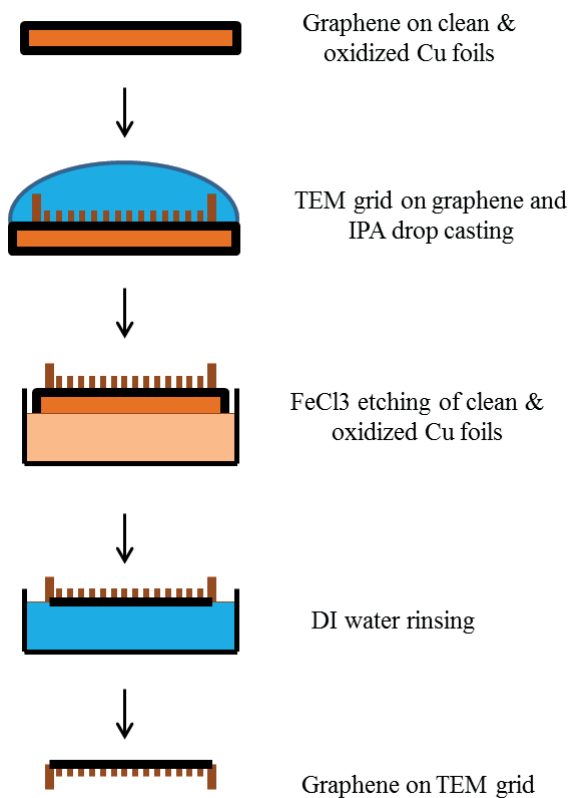 Graphene on clean &
oxidized Cu foils
TEM grid on graphene and
IPA drop casting
FeCl3 etching of clean &
oxidized Cu foils
DI water rinsing
Graphene on TEM grid